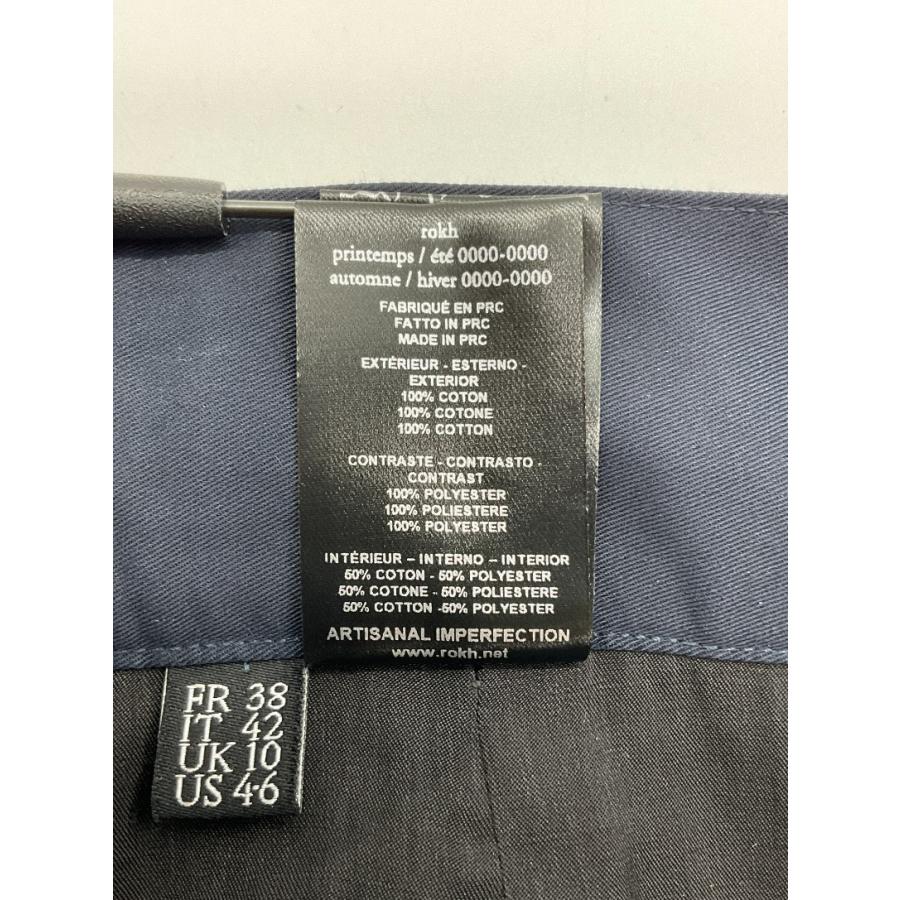 rokh
printemps / été 0000-0000
automne / hiver 0000-0000
FABRIQUÉ EN PRC
FATTO IN PRC
MADE IN PRC
EXTÉRIEUR - ESTERNO -
EXTERIOR
100% COTON
100% COTONE
100% COTTON
CONTRASTE - CONTRASTO -
CONTRAST
100% POLYESTER
100% POLIESTERE
100% POLYESTER
INTÉRIEUR – INTERNO – INTERIOR
50% COTON - 50% POLYESTER
50% COTONE - 50% POLIESTERE
50% COTTON -50% POLYESTER
ARTISANAL IMPERFECTION
www.rokh.net
FR 38
IT 42
UK 10
US 4-6